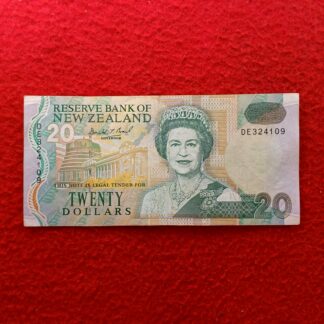 RESERVE BANK OF
NEW ZEALAND
20
GOVERNOR
DE324109
DE324109
THIS NOTE IS LEGAL TENDER FOR
TWENTY
DOLLARS
20